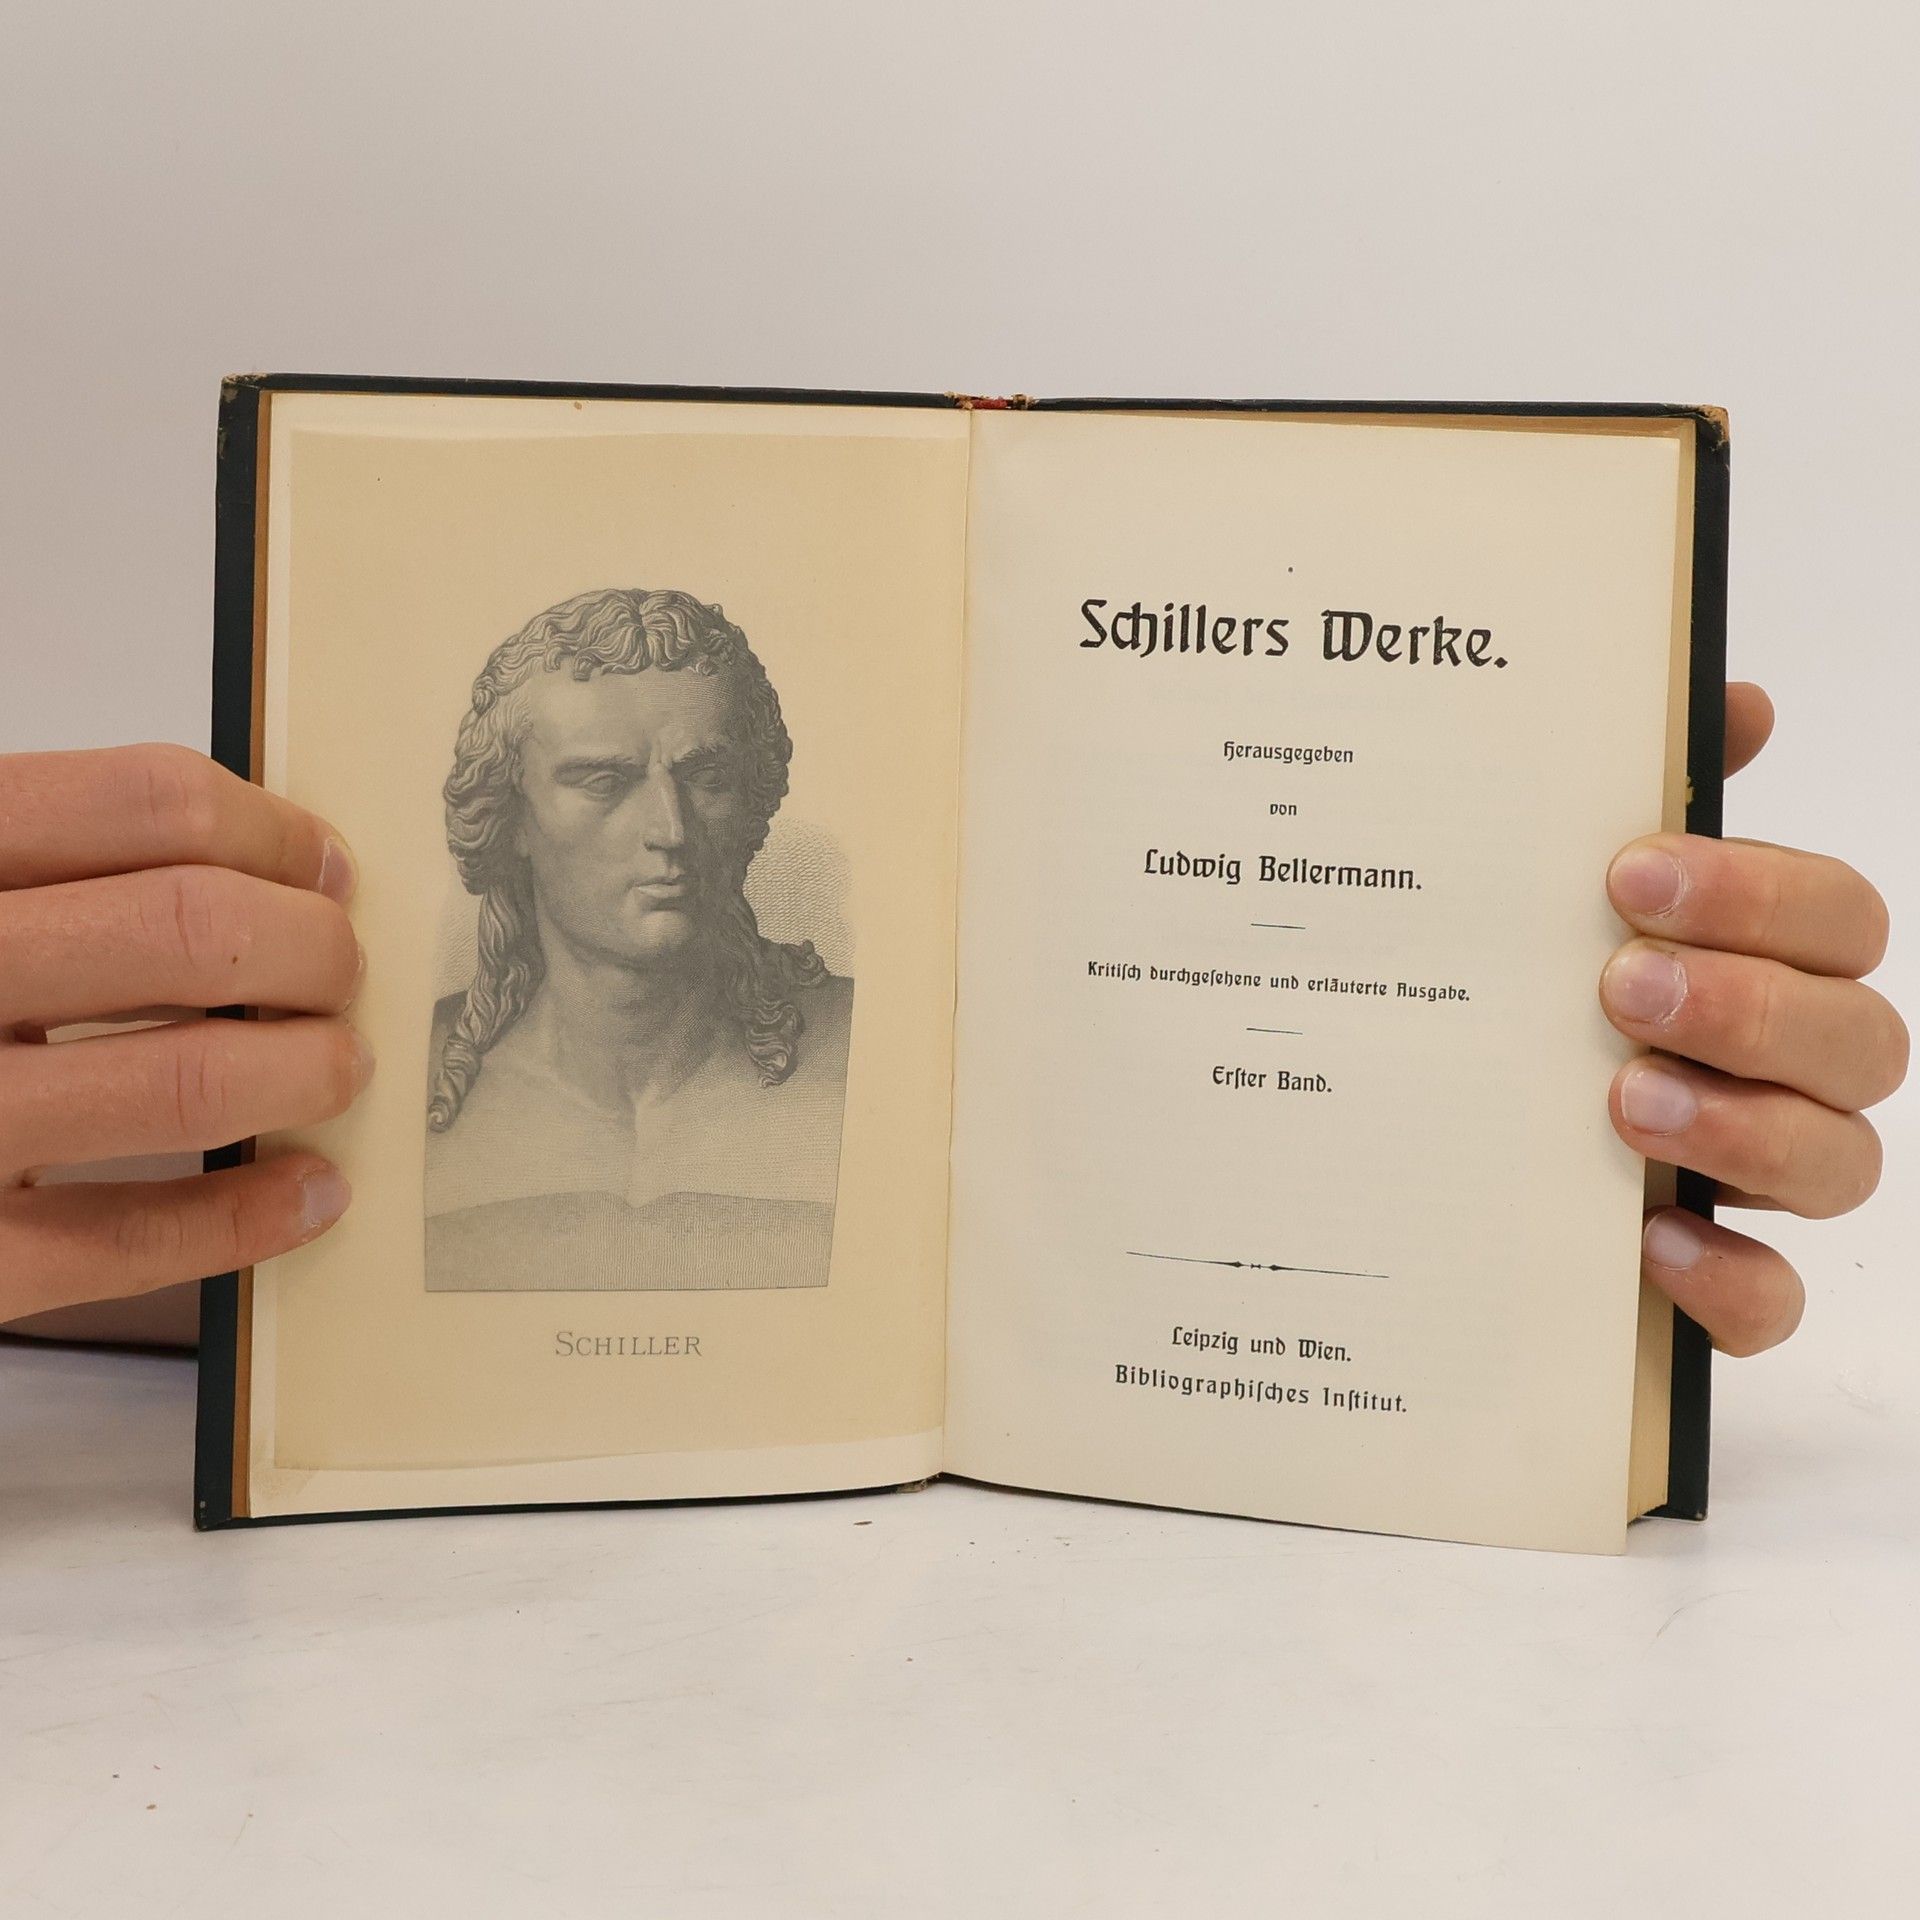 SCHILLER
Schillers Werke.
Herausgegeben
von
Ludwig Bellermann.
Kritiſch durchgeſehene und erläuterte Ausgabe.
Erſter Band.
Leipzig und Wien.
Bibliographiſches Inſtitut.